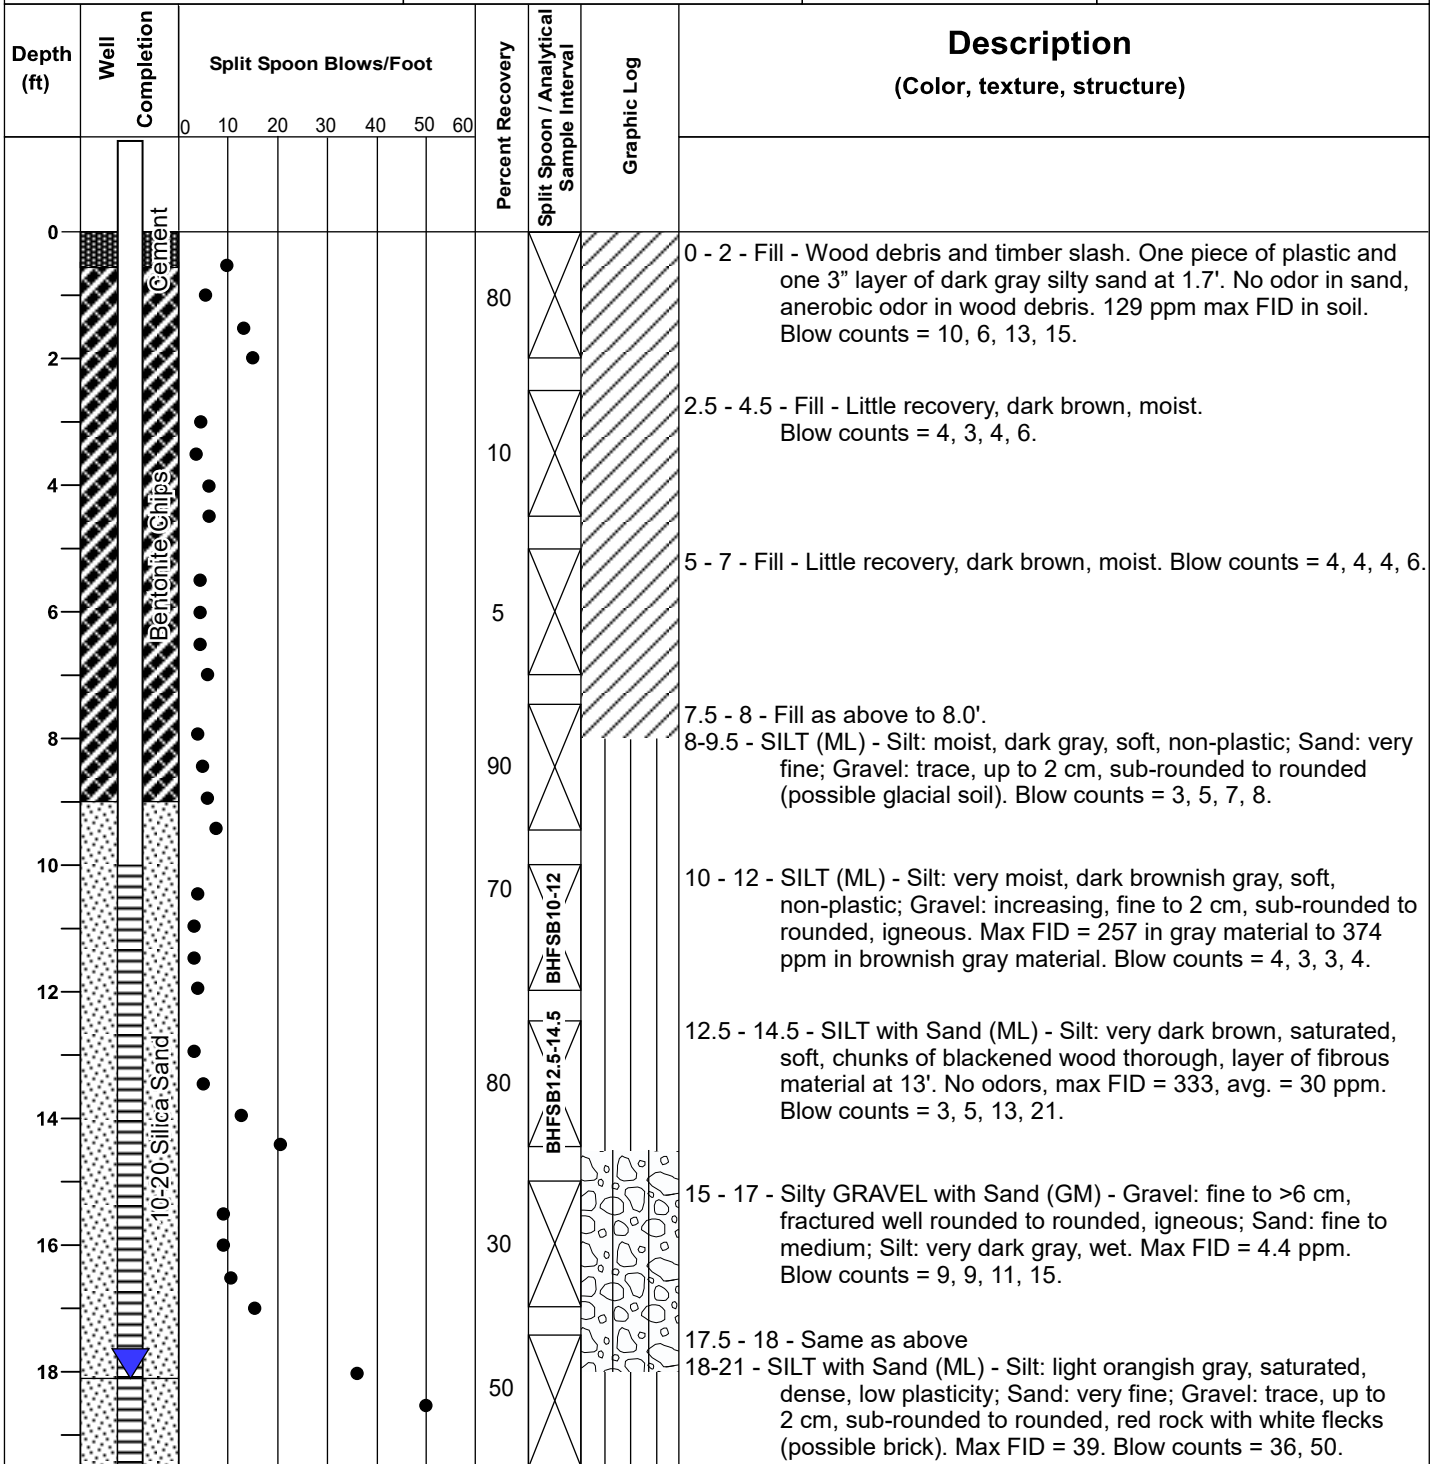 Depth
(ft)
Well
Completion
Split Spoon Blows/Foot
0 10 20 30 40 50 60
Percent Recovery
Split Spoon / Analytical
Sample Interval
Graphic Log
Description
(Color, texture, structure)
0
2
4
6
8
10
12
14
16
18
Cement
Bentonite Chips
10-20 Silica Sand
80
10
5
90
70
80
30
50
BHFSB10-12
BHFSB12.5-14.5
0 - 2 - Fill - Wood debris and timber slash. One piece of plastic and
one 3” layer of dark gray silty sand at 1.7'. No odor in sand,
anerobic odor in wood debris. 129 ppm max FID in soil.
Blow counts = 10, 6, 13, 15.
2.5 - 4.5 - Fill - Little recovery, dark brown, moist.
Blow counts = 4, 3, 4, 6.
5 - 7 - Fill - Little recovery, dark brown, moist. Blow counts = 4, 4, 4, 6.
7.5 - 8 - Fill as above to 8.0'.
8-9.5 - SILT (ML) - Silt: moist, dark gray, soft, non-plastic; Sand: very
fine; Gravel: trace, up to 2 cm, sub-rounded to rounded
(possible glacial soil). Blow counts = 3, 5, 7, 8.
10 - 12 - SILT (ML) - Silt: very moist, dark brownish gray, soft,
non-plastic; Gravel: increasing, fine to 2 cm, sub-rounded to
rounded, igneous. Max FID = 257 in gray material to 374
ppm in brownish gray material. Blow counts = 4, 3, 3, 4.
12.5 - 14.5 - SILT with Sand (ML) - Silt: very dark brown, saturated,
soft, chunks of blackened wood thorough, layer of fibrous
material at 13'. No odors, max FID = 333, avg. = 30 ppm.
Blow counts = 3, 5, 13, 21.
15 - 17 - Silty GRAVEL with Sand (GM) - Gravel: fine to >6 cm,
fractured well rounded to rounded, igneous; Sand: fine to
medium; Silt: very dark gray, wet. Max FID = 4.4 ppm.
Blow counts = 9, 9, 11, 15.
17.5 - 18 - Same as above
18-21 - SILT with Sand (ML) - Silt: light orangish gray, saturated,
dense, low plasticity; Sand: very fine; Gravel: trace, up to
2 cm, sub-rounded to rounded, red rock with white flecks
(possible brick). Max FID = 39. Blow counts = 36, 50.